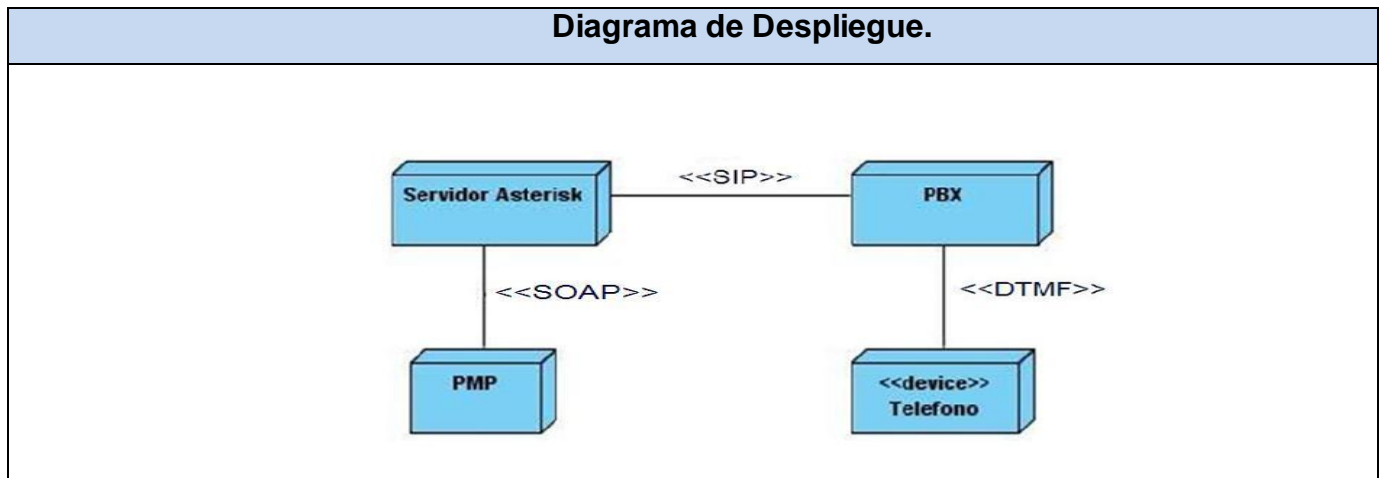 Diagrama de Despliegue.
Servidor Asterisk
<<SIP>>
PBX
<<SOAP>>
<<DTMF>>
PMP
<<device>>
Telefono